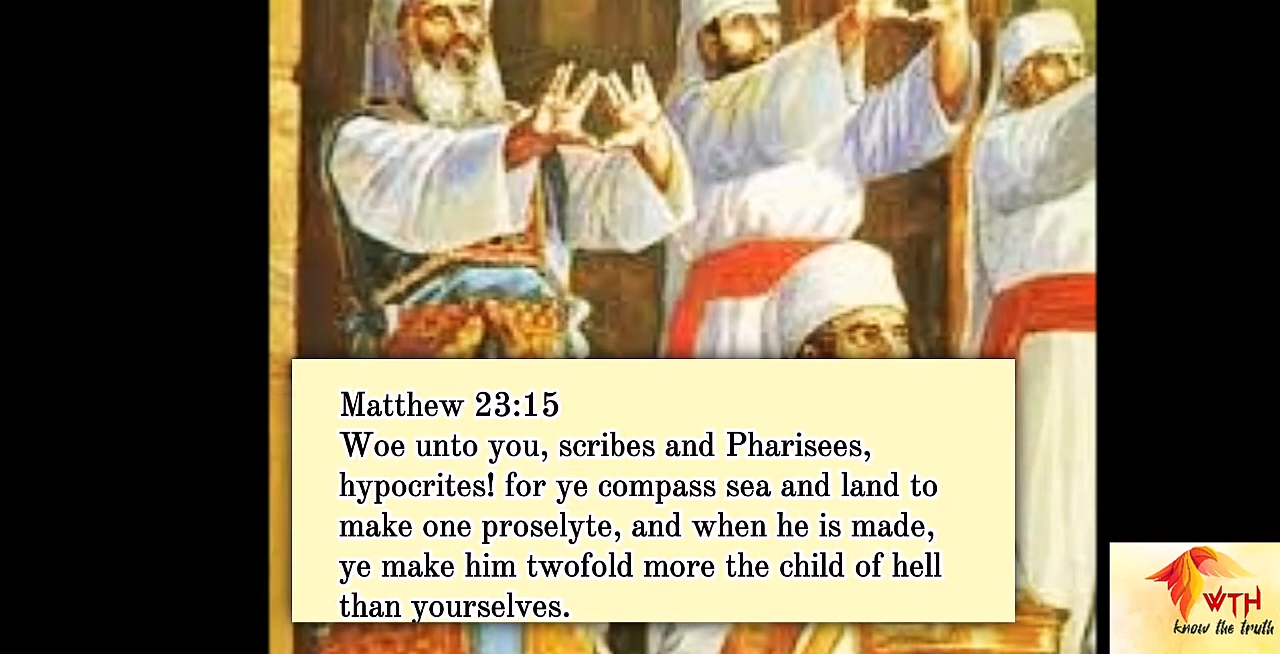 Matthew 23:15
Woe unto you, scribes and Pharisees,
hypocrites! for ye compass sea and land to
make one proselyte, and when he is made,
ye make him twofold more the child of hell
than yourselves.
WTH
know the truth